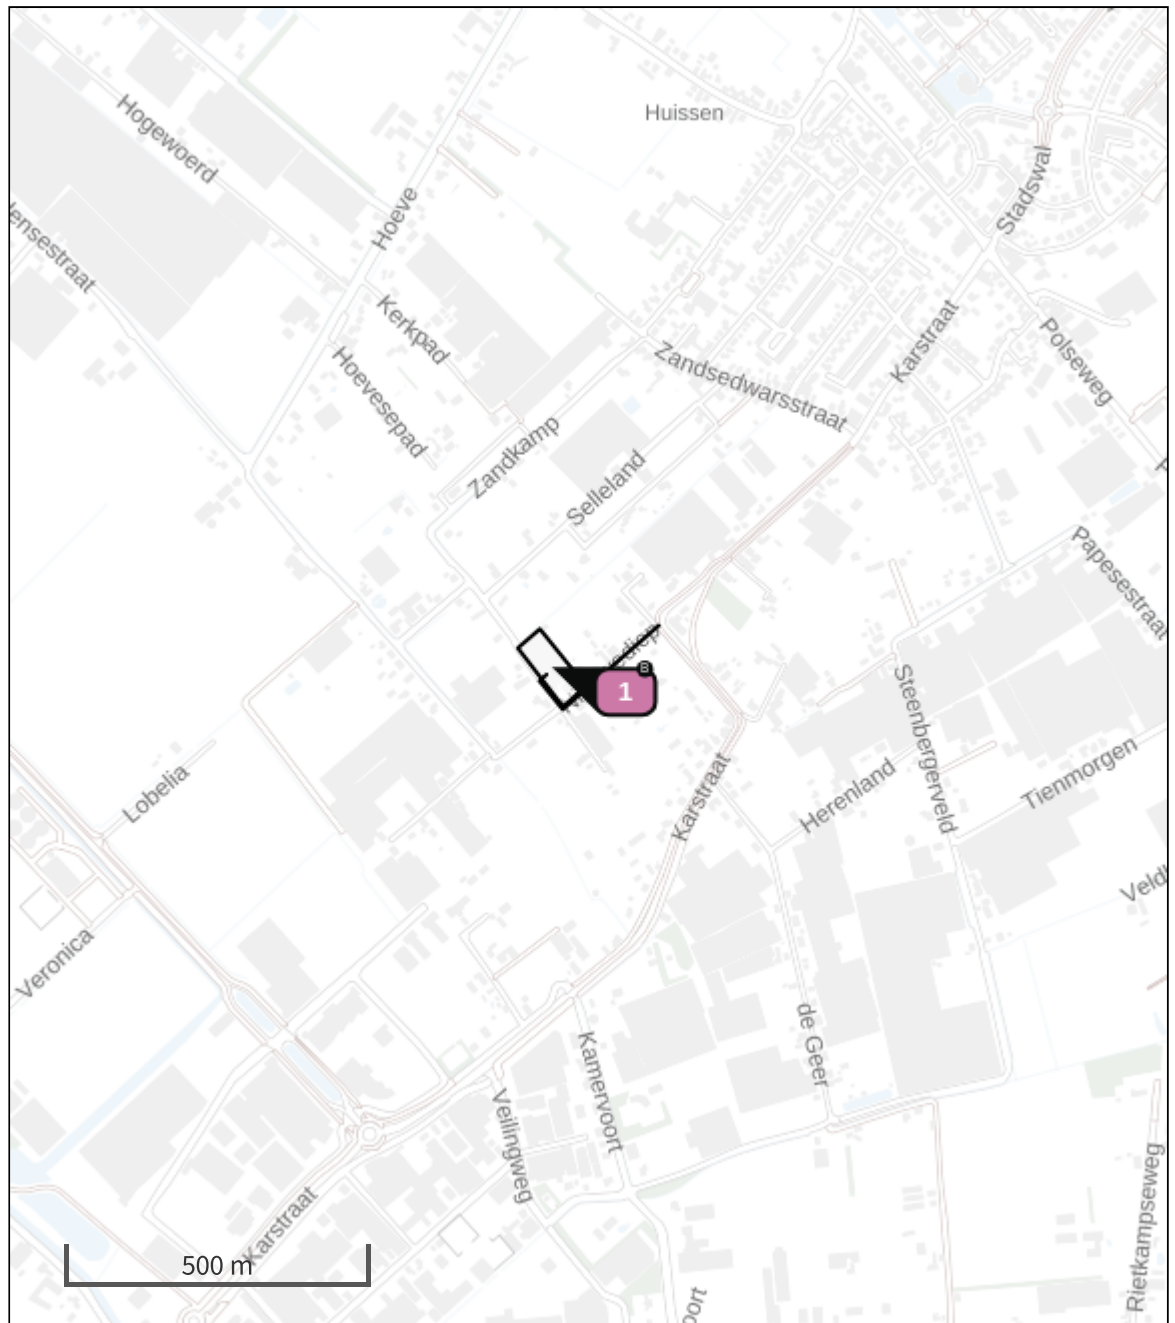 Huissen
Hogewoerd
Stadswal
Hoeve
Kerkpad
Karstraat
Polseweg
Zandsedwarsstraat
Hoevesepad
Zandkamp
Selleland
Papesestraat
1
Steenbergerveld
Karstraat
Herenland
Tienmorgen
Lobelia
Veronica
de Geer
Kamervoort
Veilingweg
Karstraat
Rietkampseweg
500 m